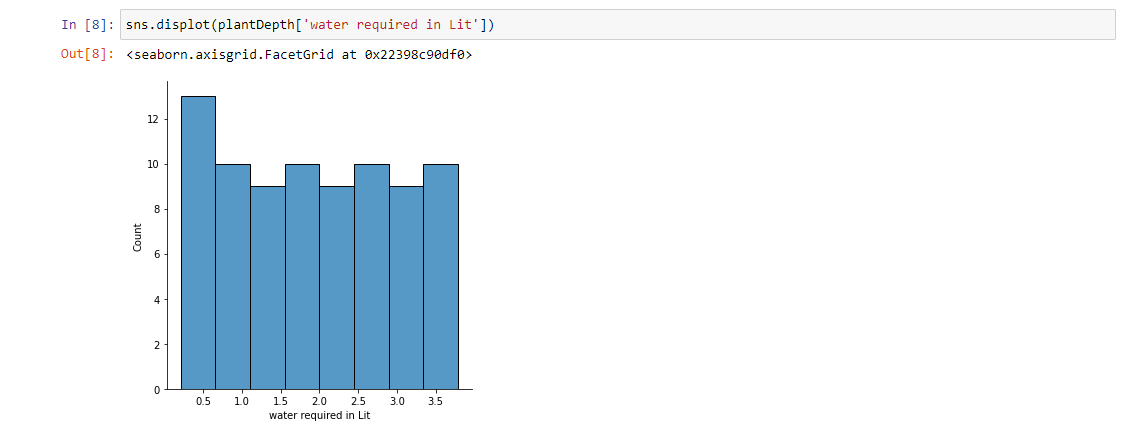 In [8]: sns.displot(plantDepth['water required in Lit'])
Out[8]: <seaborn.axisgrid.FacetGrid at 0x22398c90df0>
12
10
8
6
4
2
0
Count
0.5 1.0 1.5 2.0 2.5 3.0 3.5
water required in Lit